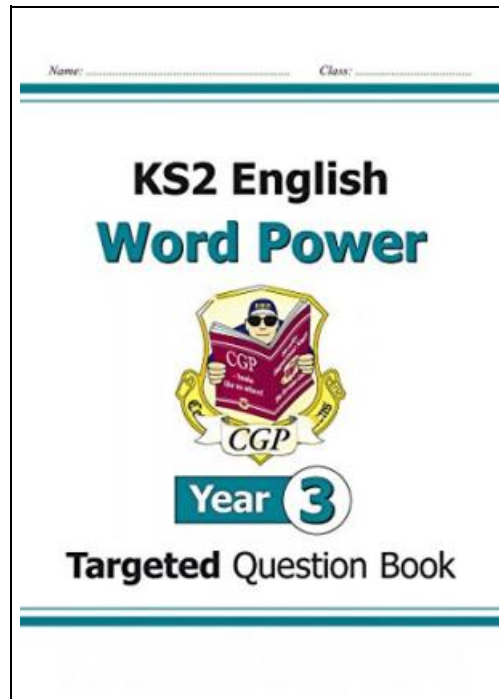 Name: ........................................................ Class: ................................
KS2 English
Word Power
CGP
CGP
Year 3
Targeted Question Book